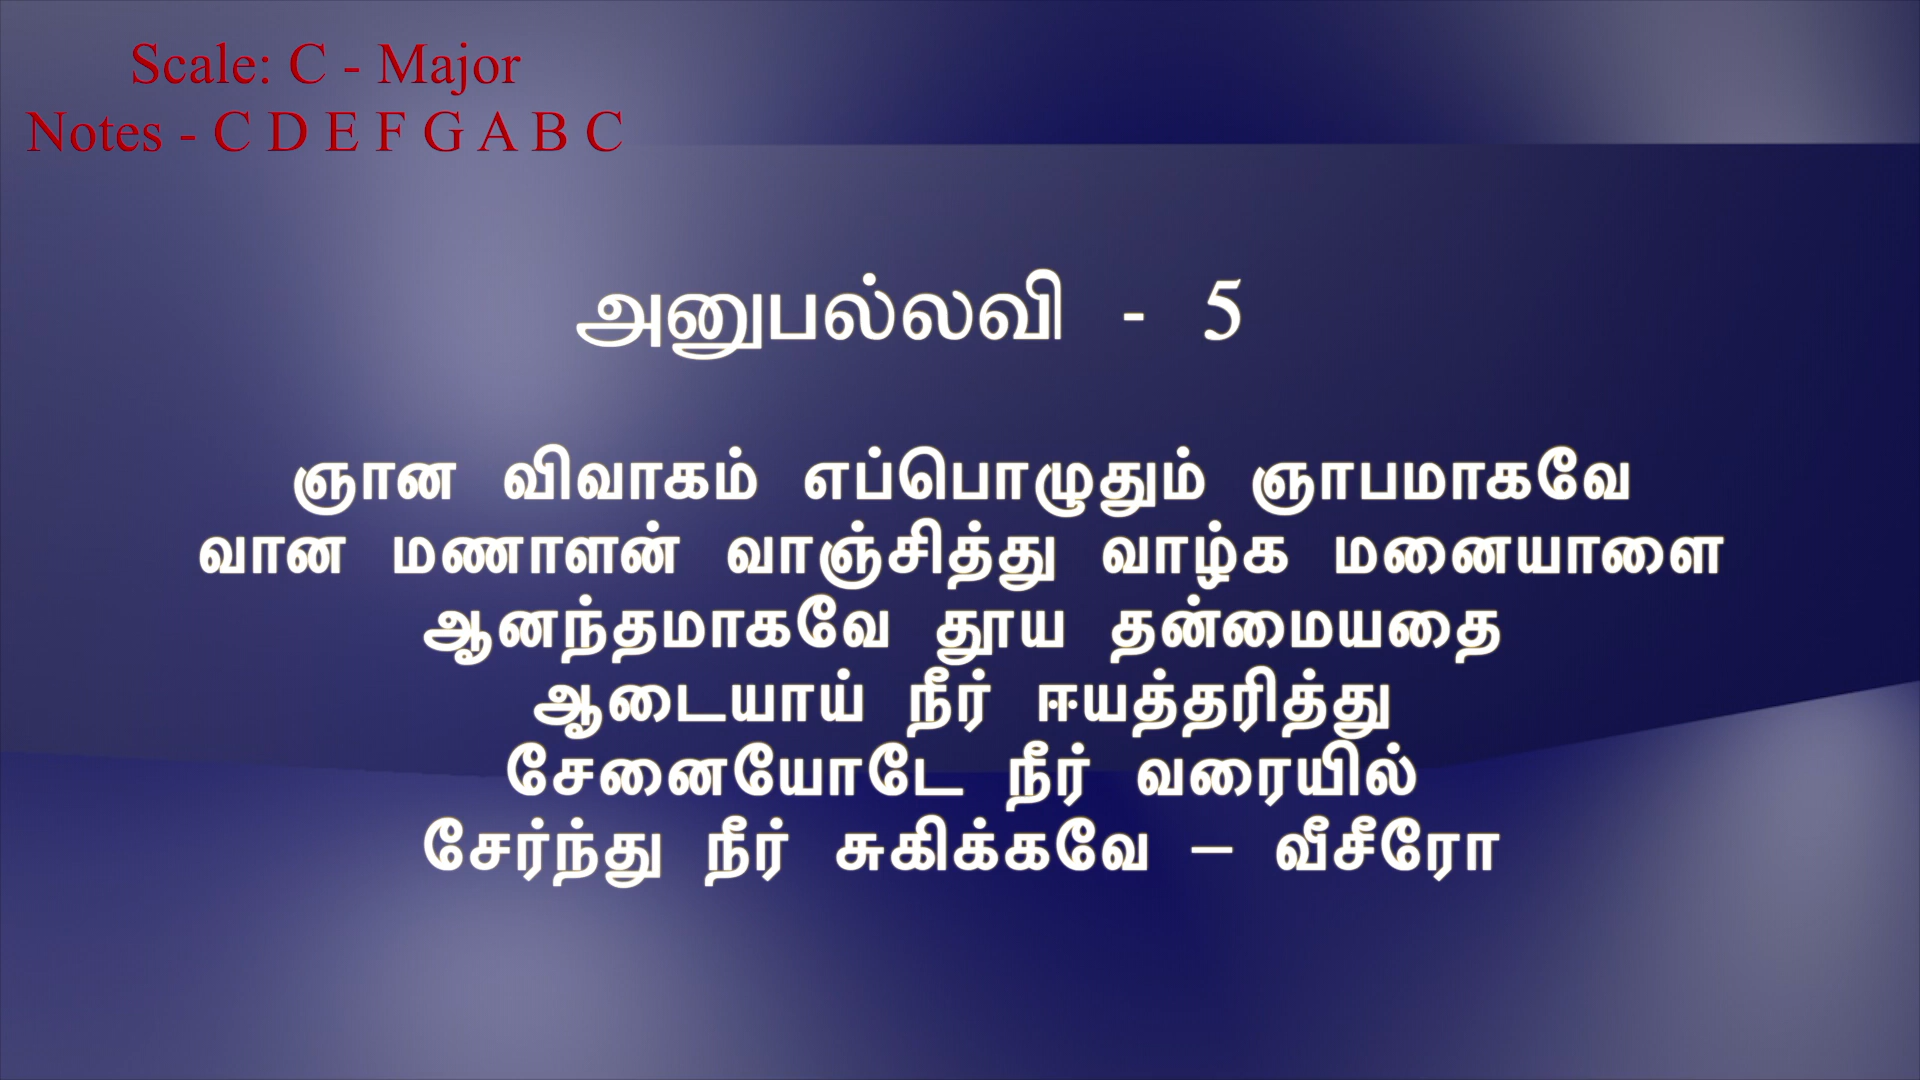 Scale: C - Major
Notes - C D E F G A B C
அனுபல்லவி - 5
ஞான விவாகம் எப்பொழுதும் ஞாபமாகவே
வான மணாளன் வாஞ்சித்து வாழ்க மனையாளை
ஆனந்தமாகவே தூய தன்மையதை
ஆடையாய் நீர் ஈயத்தரித்து
சேனையோடே நீர் வரையில்
சேர்ந்து நீர் சுகிக்கவே – வீசீரோ